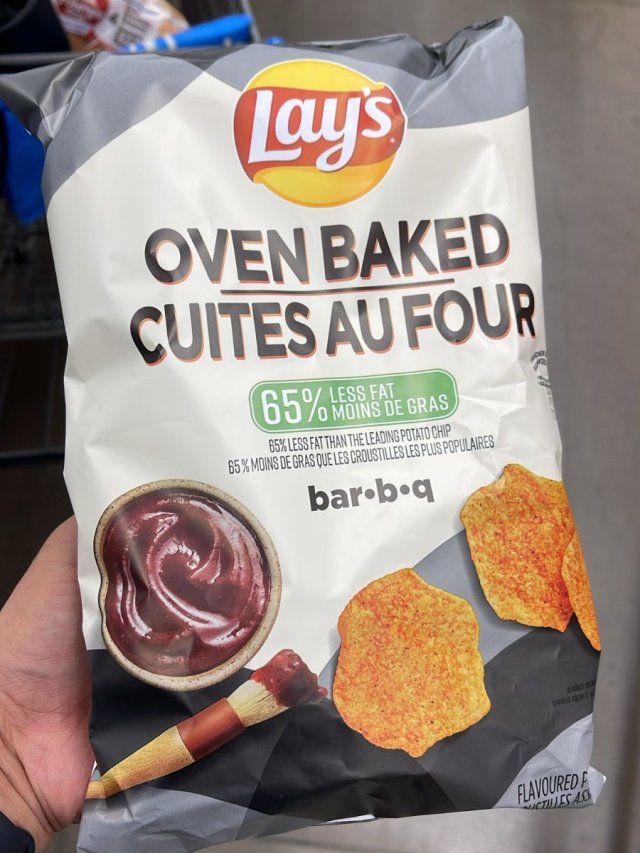 Lay's
OVEN BAKED
CUITES AU FOUR
65% LESS FAT
MOINS DE GRAS
65% LESS FAT THAN THE LEADING POTATO CHIP
65% MOINS DE GRAS QUE LES CROUSTILLES LES PLUS POPULAIRES
bar•b•q
FLAVOURED